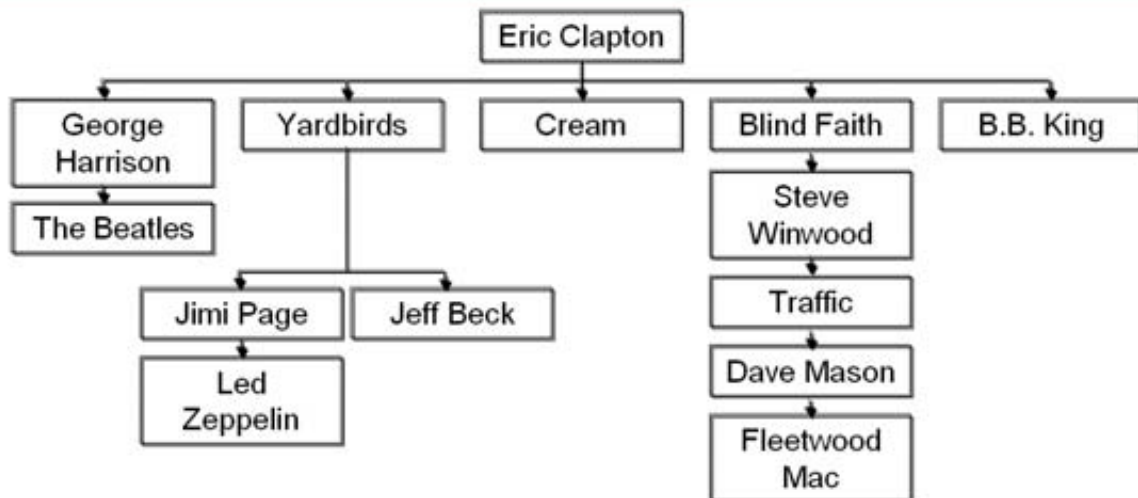 Eric Clapton
George
Harrison
Yardbirds
Cream
Blind Faith
B.B. King
The Beatles
Steve
Winwood
Jimi Page
Jeff Beck
Traffic
Led
Zeppelin
Dave Mason
Fleetwood
Mac